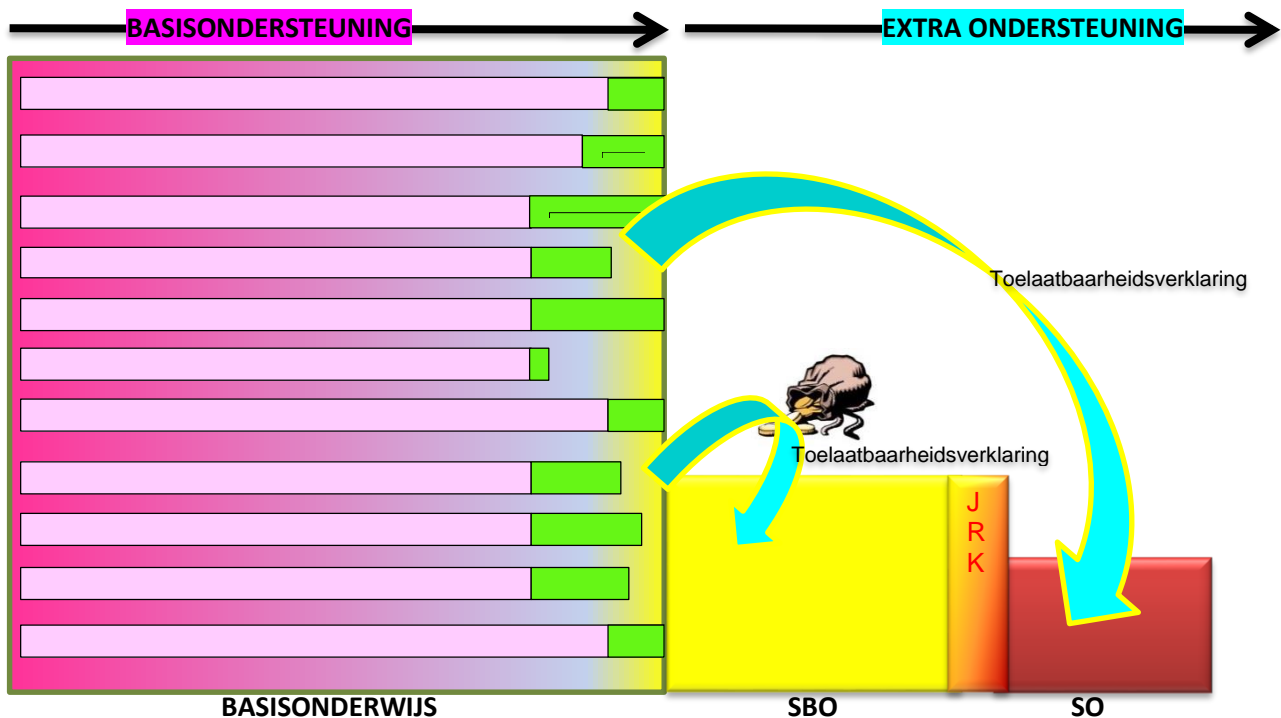 BASISONDERSTEUNING
EXTRA ONDERSTEUNING
Toelaatbaarheidsverklaring
Toelaatbaarheidsverklaring
J
R
K
BASISONDERWIJS
SBO
SO